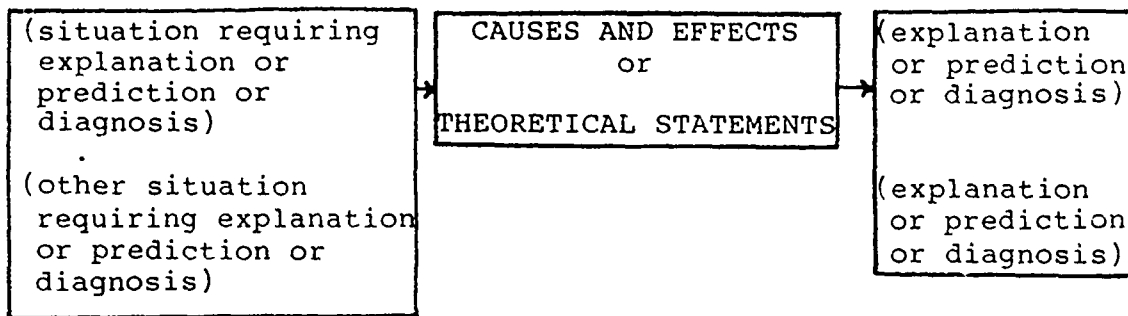 (situation requiring
explanation or
prediction or
diagnosis)
.
(other situation
requiring explanation
or prediction or
diagnosis)
CAUSES AND EFFECTS
or
THEORETICAL STATEMENTS
(explanation
or prediction
or diagnosis)
(explanation
or prediction
or diagnosis)